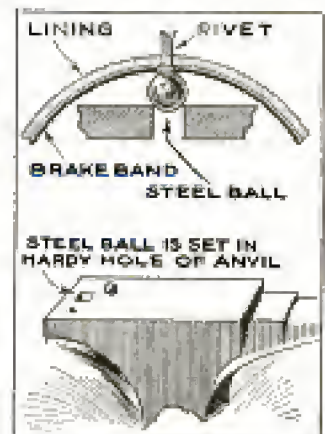 LINING
RIVET
BRAKE BAND
STEEL BALL
STEEL BALL IS SET IN
HARDY HOLE OF ANVIL